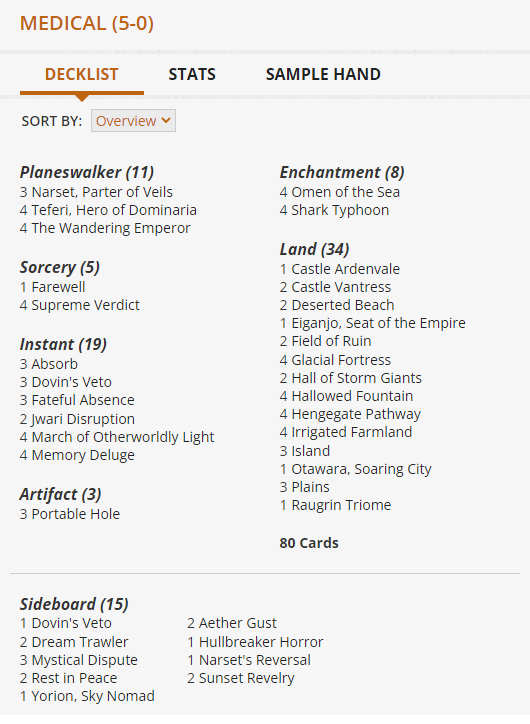 MEDICAL (5-0)
DECKLIST STATS SAMPLE HAND
SORT BY: Overview
Planeswalker (11)
3 Narset, Parter of Veils
4 Teferi, Hero of Dominaria
4 The Wandering Emperor
Sorcery (5)
1 Farewell
4 Supreme Verdict
Instant (19)
3 Absorb
3 Dovin's Veto
3 Fateful Absence
2 Jwari Disruption
4 March of Otherworldly Light
4 Memory Deluge
Artifact (3)
3 Portable Hole
Enchantment (8)
4 Omen of the Sea
4 Shark Typhoon
Land (34)
1 Castle Ardenvale
2 Castle Vantress
2 Deserted Beach
1 Eiganjo, Seat of the Empire
2 Field of Ruin
4 Glacial Fortress
2 Hall of Storm Giants
4 Hallowed Fountain
4 Hengegate Pathway
4 Irrigated Farmland
3 Island
1 Otawara, Soaring City
3 Plains
1 Raugrin Triome
80 Cards
Sideboard (15)
1 Dovin's Veto
2 Dream Trawler
3 Mystical Dispute
2 Rest in Peace
1 Yorion, Sky Nomad
2 Aether Gust
1 Hullbreaker Horror
1 Narset's Reversal
2 Sunset Revelry